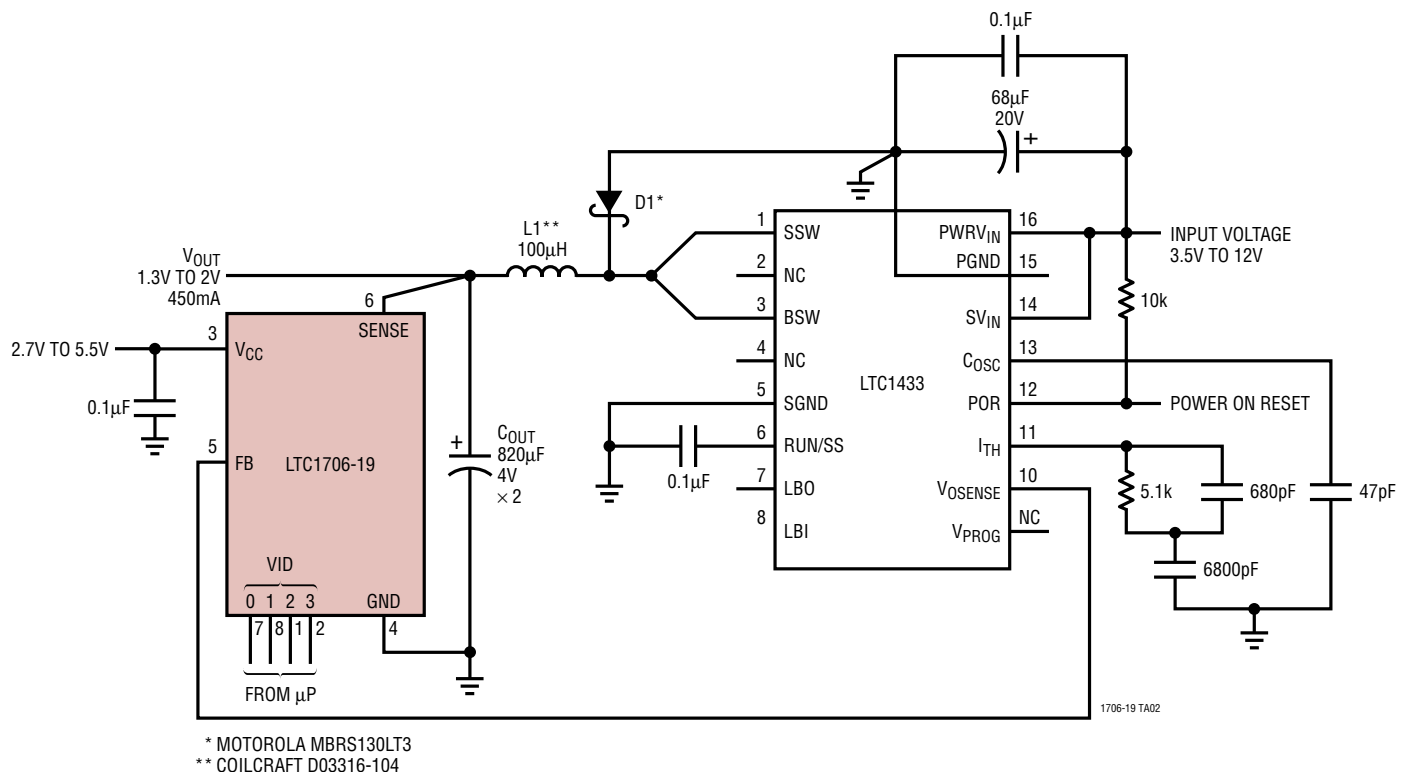 0.1µF
68µF
20V
D1*
L1**
100µH
VOUT
1.3V TO 2V
450mA
6
SENSE
3
VCC
2.7V TO 5.5V
0.1µF
5
FB
LTC1706-19
COUT
820µF
4V
× 2
+
VID
0 1 2 3
GND
7 8 1 2
4
FROM µP
1
SSW
2
NC
3
BSW
4
NC
5
SGND
6
RUN/SS
0.1µF
7
LBO
8
LBI
LTC1433
+
PWRVIN
16
INPUT VOLTAGE
3.5V TO 12V
PGND
15
SVIN
14
10k
COSC
13
POR
12
POWER ON RESET
ITH
11
VOSENSE
10
5.1k
680pF
47pF
VPROG
NC
6800pF
1706-19 TA02
* MOTOROLA MBRS130LT3
** COILCRAFT D03316-104